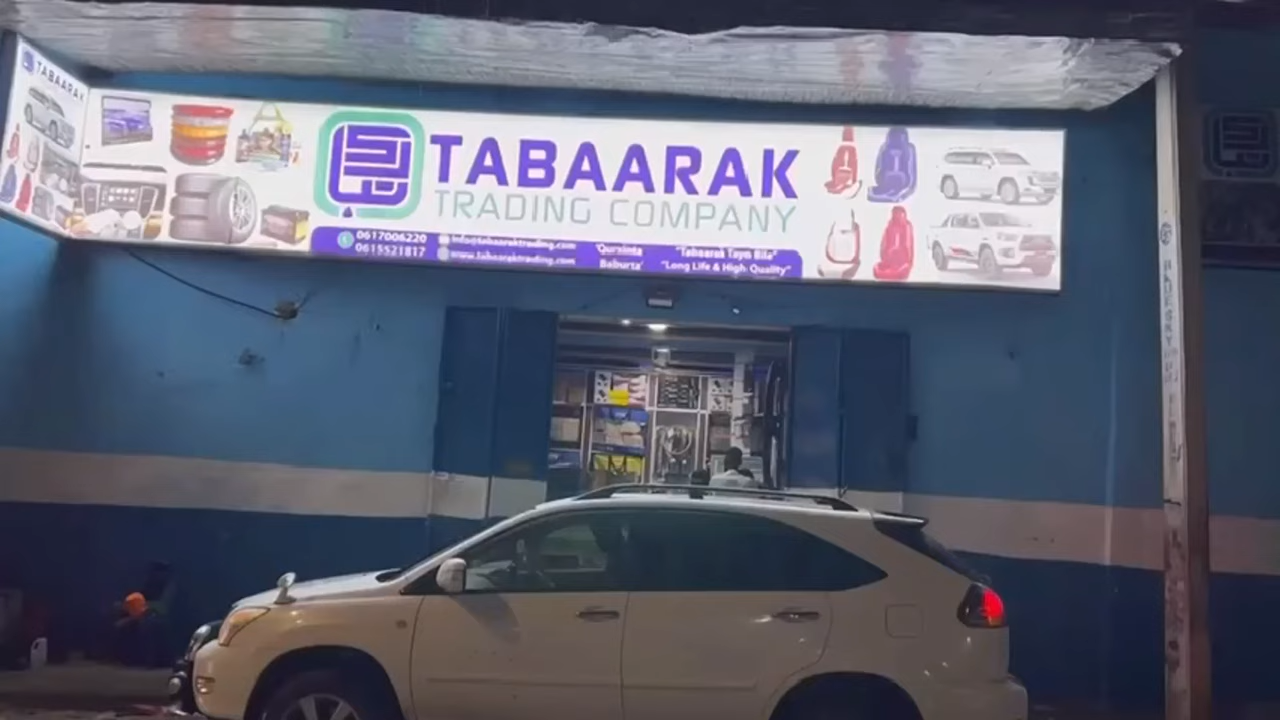 TABAARAK
TABAARAK
TRADING COMPANY
0617006220
0615521817
info@tabaaraktrading.com
www.tabaaraktrading.com
'Qurxinta
Baburta'
"Tabaarak Tayo Bila"
"Long Life & High Quality"